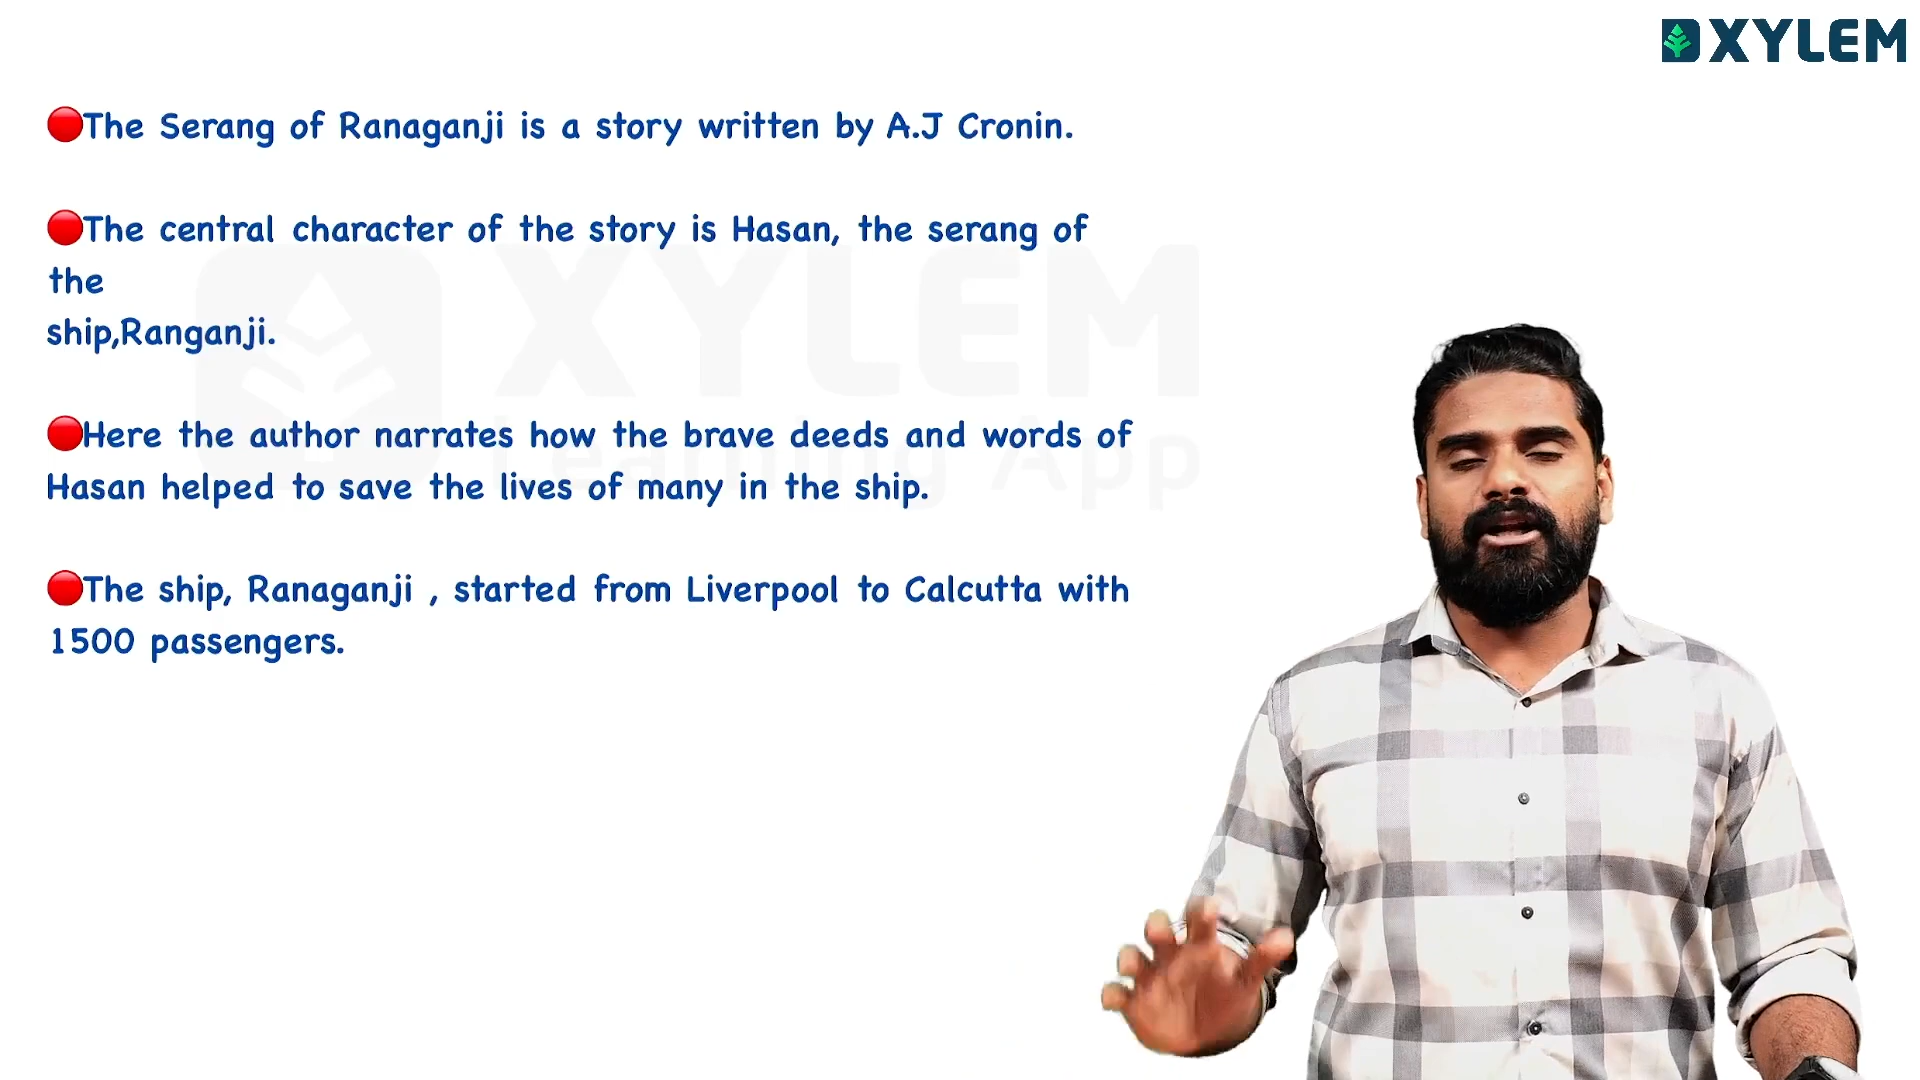 XYLEM
🔴The Serang of Ranaganji is a story written by A.J Cronin.
🔴The central character of the story is Hasan, the serang of
the
ship,Ranganji.
🔴Here the author narrates how the brave deeds and words of
Hasan helped to save the lives of many in the ship.
🔴The ship, Ranaganji , started from Liverpool to Calcutta with
1500 passengers.
XYLEM
Learning App